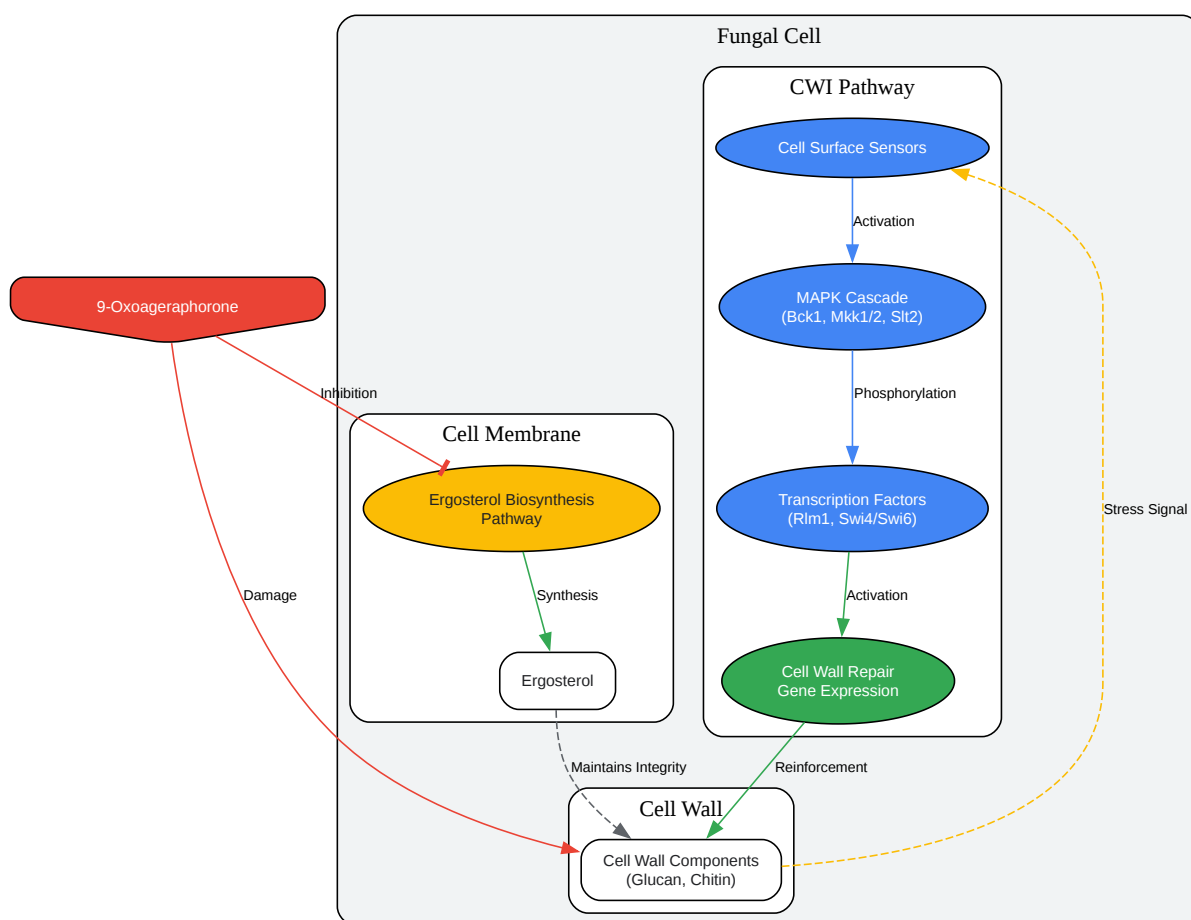 Fungal Cell
CWI Pathway
Cell Surface Sensors
Activation
9-Oxoageraphorone
MAPK Cascade
(Bck1, Mkk1/2, Slt2)
Inhibition
Phosphorylation
Cell Membrane
Ergosterol Biosynthesis
Pathway
Transcription Factors
(Rlm1, Swi4/Swi6)
Stress Signal
Damage
Synthesis
Activation
Ergosterol
Cell Wall Repair
Gene Expression
Maintains Integrity
Reinforcement
Cell Wall
Cell Wall Components
(Glucan, Chitin)